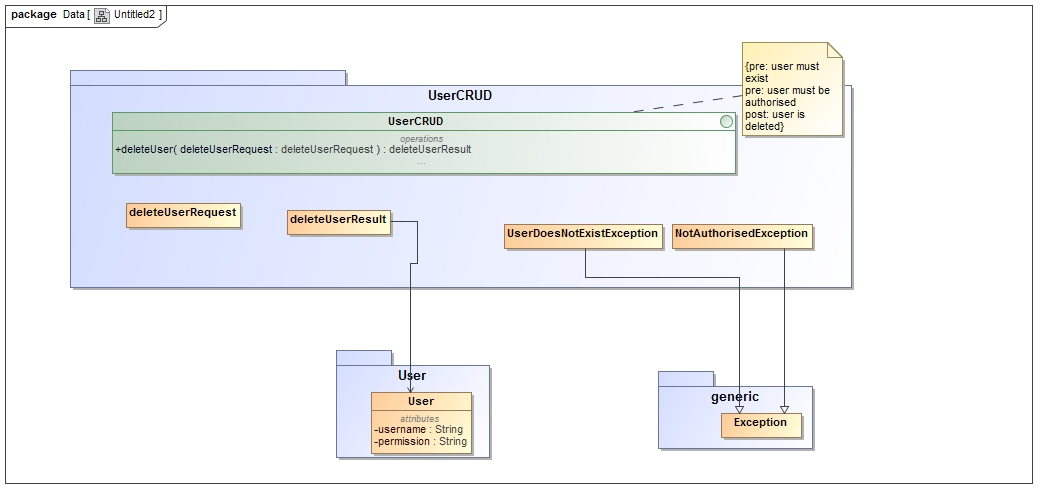 package Data [ Untitled2 ]
{pre: user must
exist
pre: user must be
authorised
post: user is
deleted}
UserCRUD
UserCRUD
operations
+deleteUser( deleteUserRequest : deleteRequest ) : deleteUserResult
...
deleteUserRequest
deleteUserResult
UserDoesNotExistException
NotAuthorisedException
User
User
attributes
-username : String
-permission : String
generic
Exception